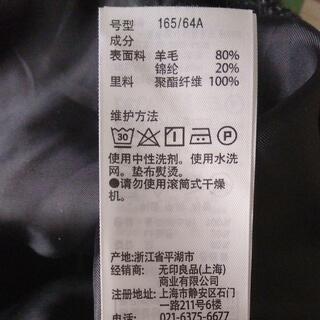 号型 165/64A
成分
表面料 羊毛 80%
锦纶 20%
里料 聚酯纤维 100%
维护方法
30 P
使用中性洗剂。使用水洗
网。垫布熨烫。
●请勿使用滚筒式干燥
机。
产地:浙江省平湖市
经销商: 无印良品(上海)
商业有限公司
注册地址: 上海市静安区石门
一路211号6楼
电话: 021-6375-6677